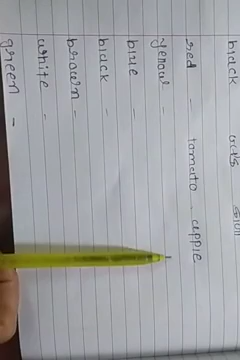 black
red - tomato - apple
yellow -
blue -
black -
brown -
white -
green -